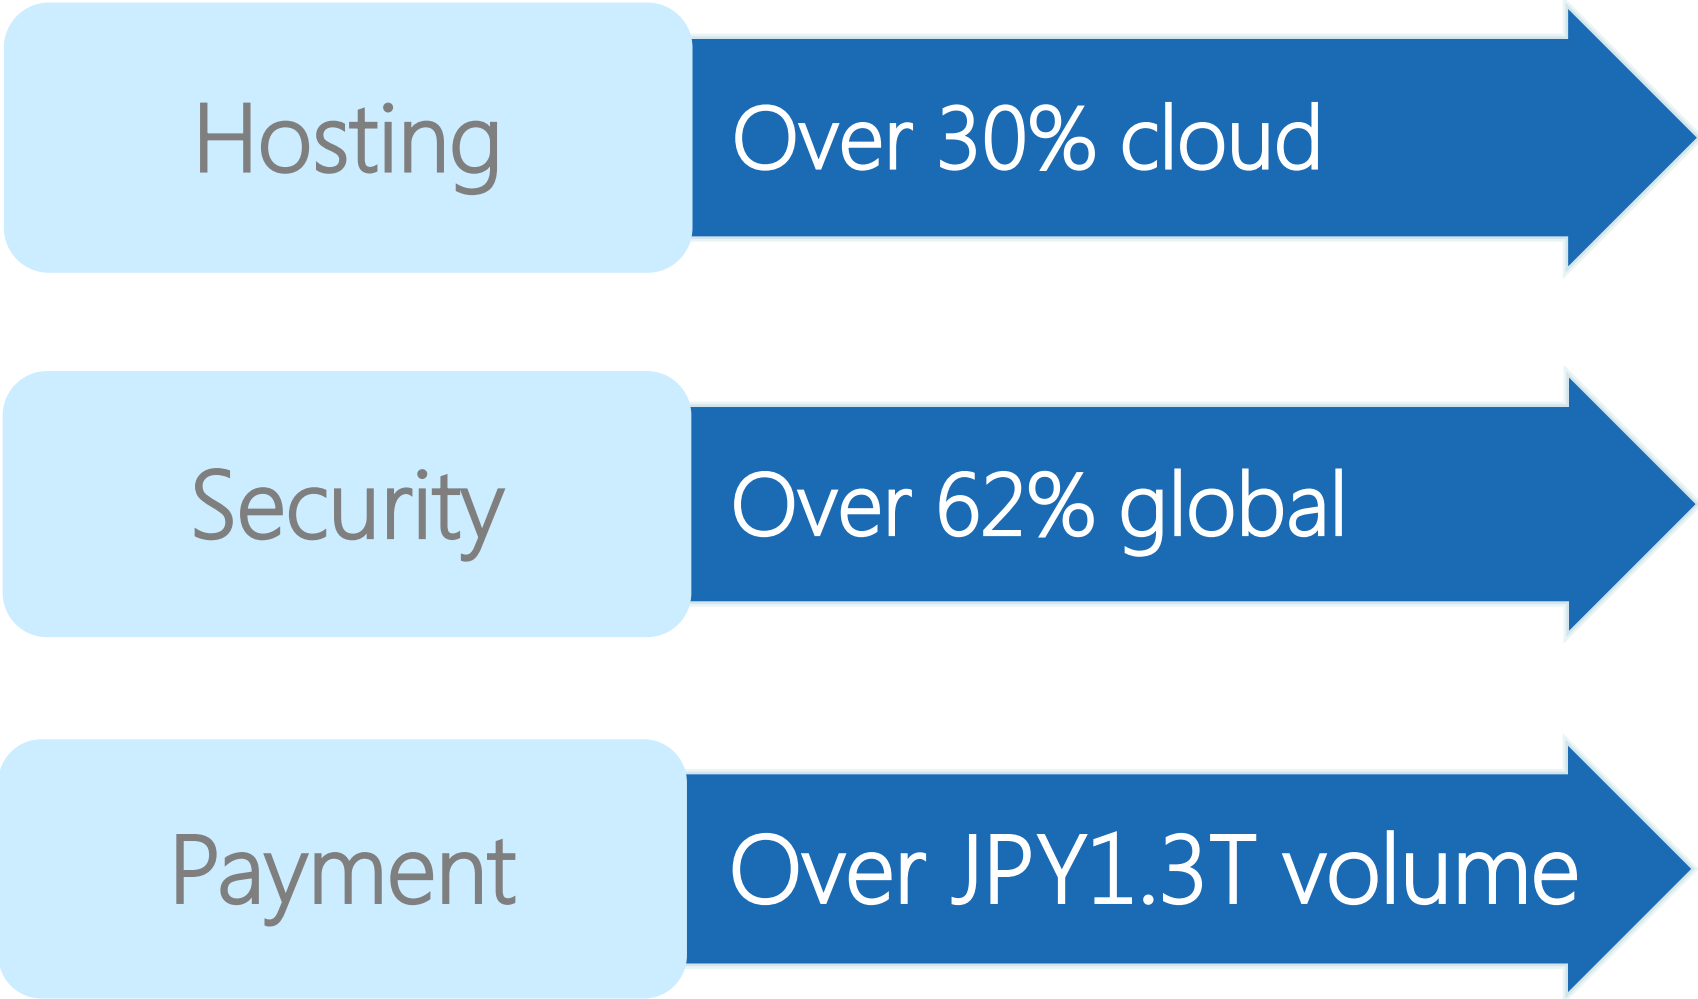 Hosting
Over 30% cloud
Security
Over 62% global
Payment
Over JPY1.3T volume